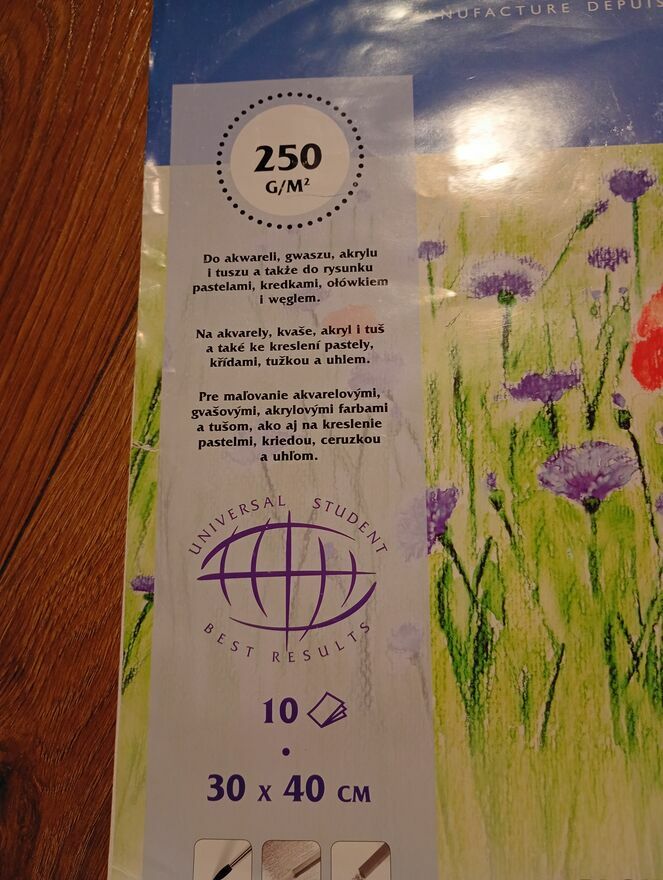 MANUFACTURE DEPUIS
250
G/M²
Do akwareli, gwaszu, akrylu
i tuszu a także do rysunku
pastelami, kredkami, ołówkiem
i węglem.
Na akvarely, kvaše, akryl i tuš
a také ke kreslení pastely,
křídami, tužkou a uhlem.
Pre maľovanie akvarelovými,
gvašovými, akrylovými farbami
a tušom, ako aj na kreslenie
pastelmi, kriedou, ceruzkou
a uhľom.
UNIVERSAL STUDENT
BEST RESULTS
10
30 x 40 CM